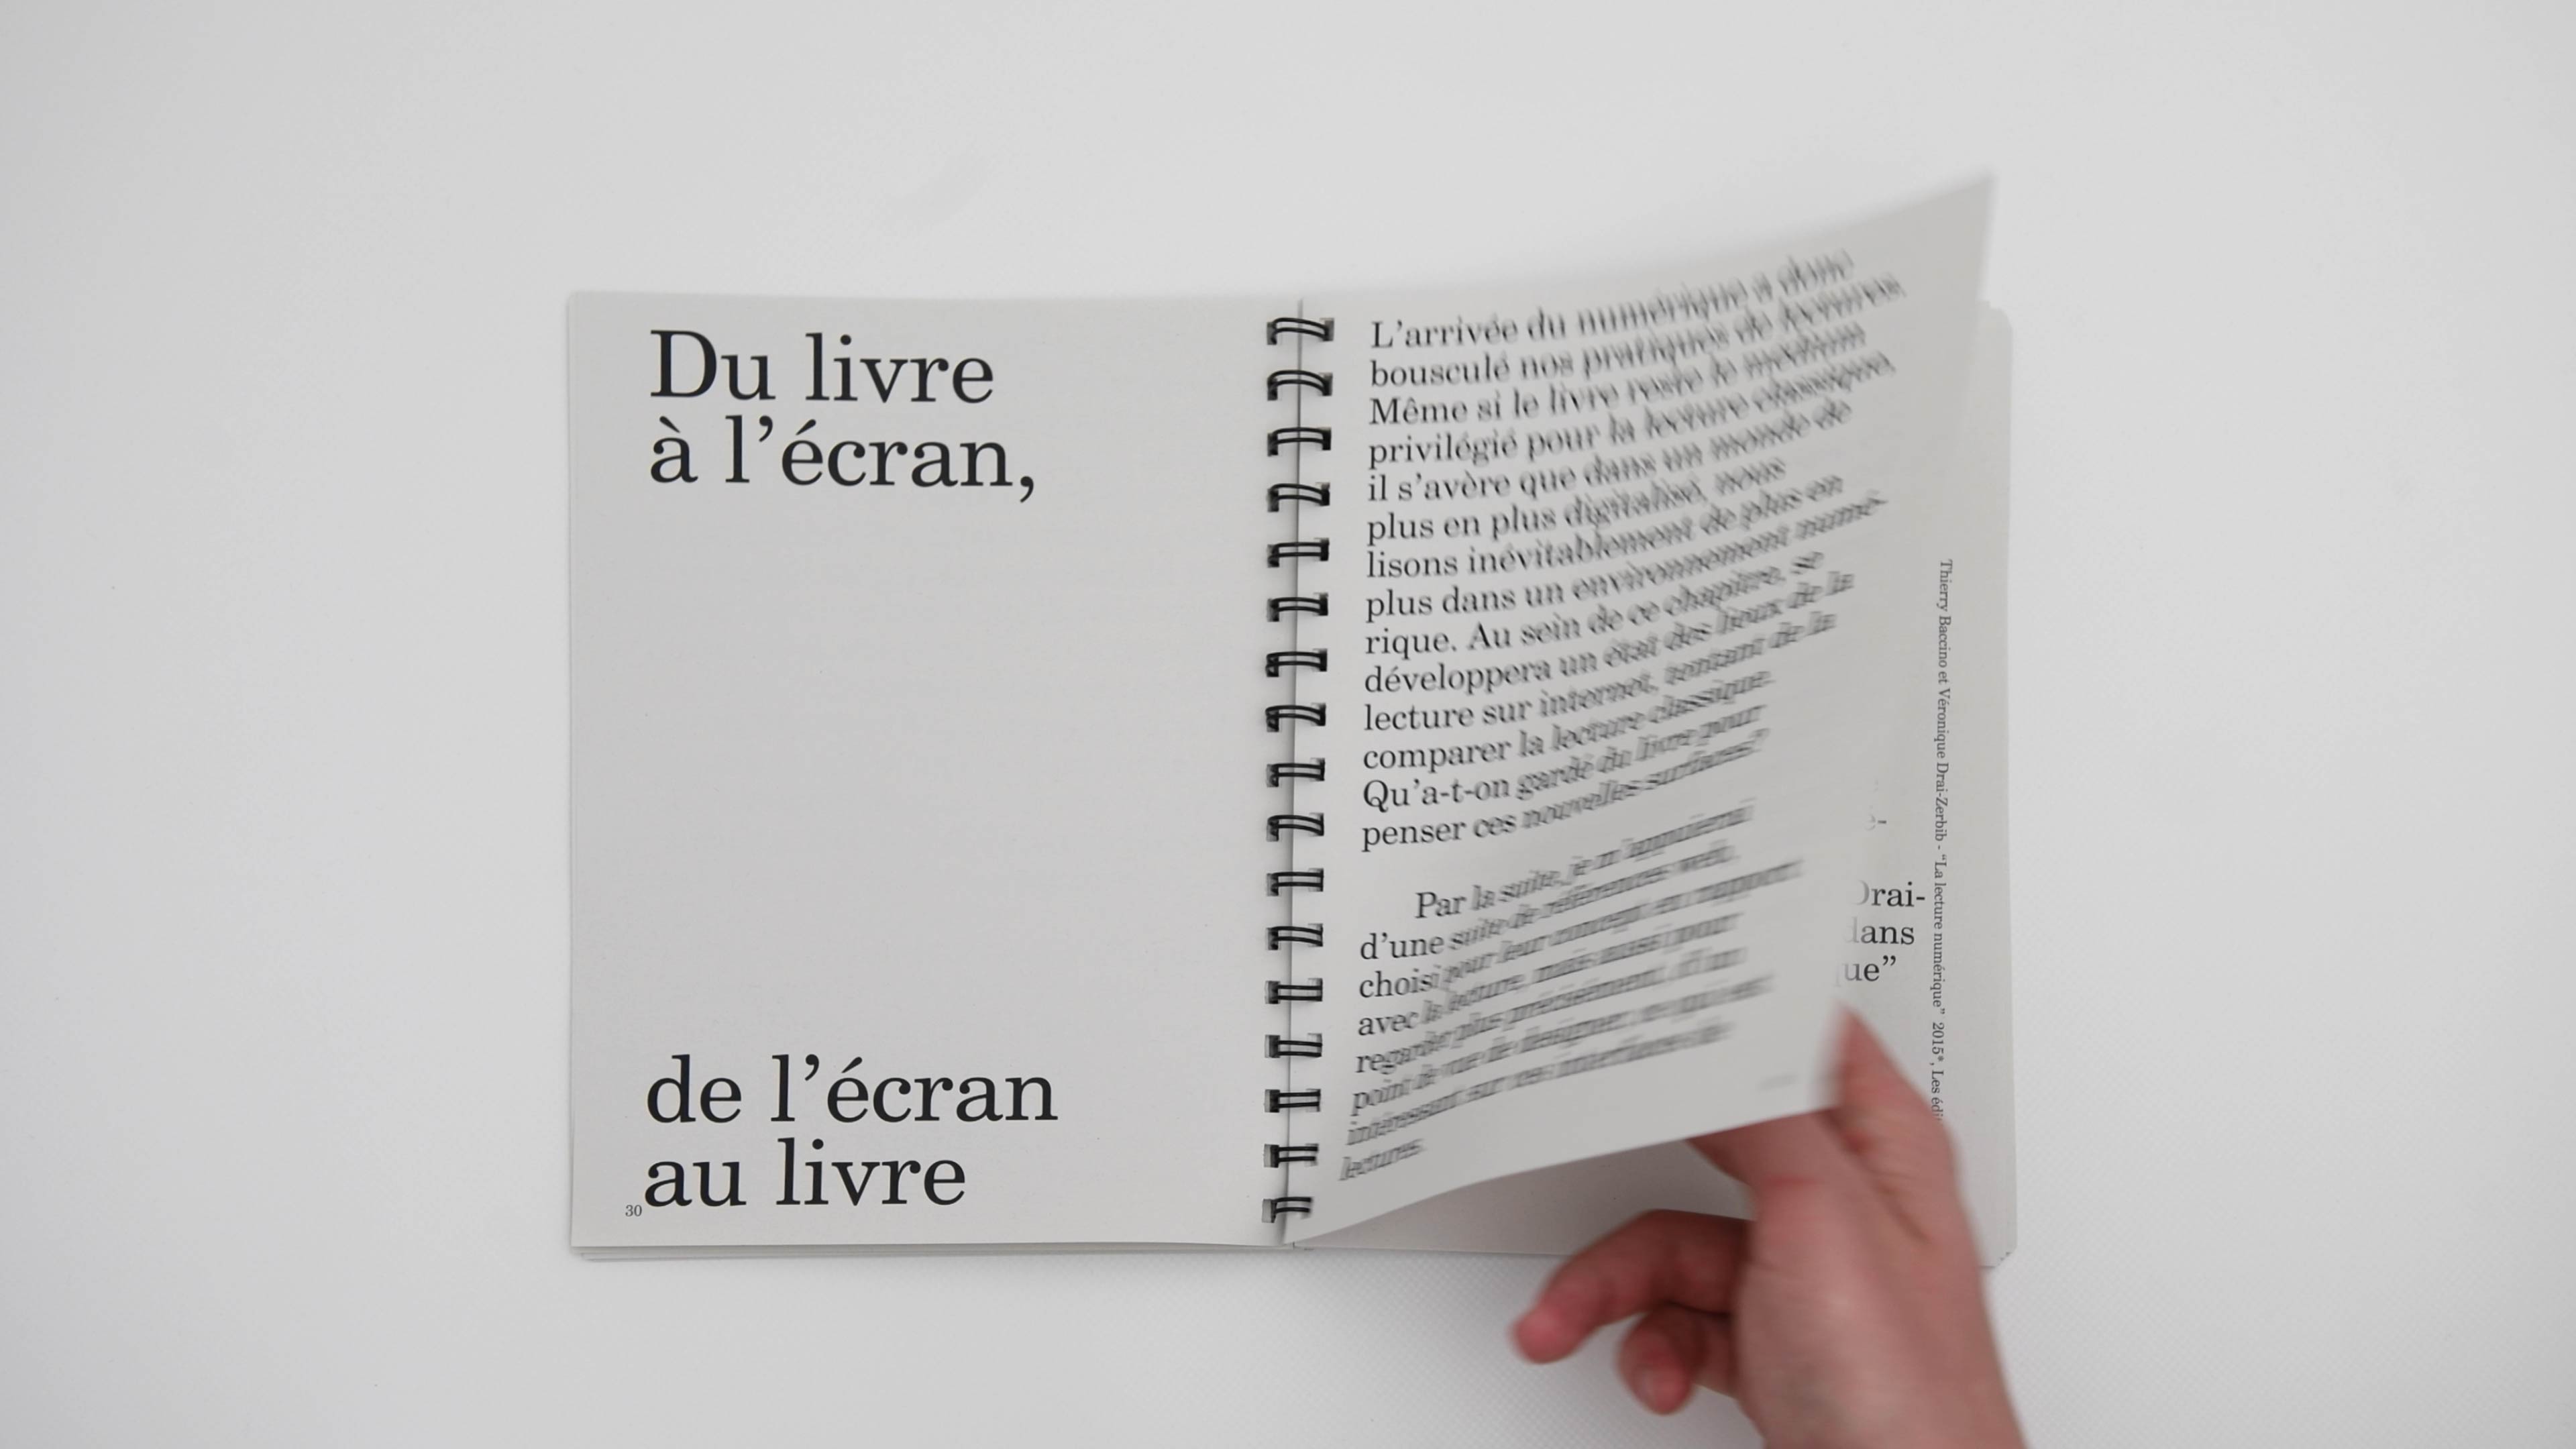 Du livre
à l’écran,
de l’écran
au livre
30
L’arrivée du numérique a donc
bousculé nos pratiques de lectures.
Même si le livre reste le médium
privilégié pour la lecture classique,
il s’avère que dans un monde de
plus en plus digitalisé, nous
lisons inévitablement de plus en
plus dans un environnement numé-
rique. Au sein de ce chapitre, se
développera un état des lieux de la
lecture sur internet, tentant de la
comparer la lecture classique.
Qu’a-t-on gardé du livre pour
penser ces nouvelles surfaces?
Par la suite, je m’appuierai
d’une suite de références web,
choisi pour leur concept en rapport
avec la lecture, mais aussi pour
regarder plus précisément, d’un
point de vue de designer, ce qui est
intéressant sur ces interfaces de
lectures.
é-
Drai-
dans
que”
Thierry Baccino et Véronique Drai-Zerbib - “La lecture numérique” 2015*, Les édi